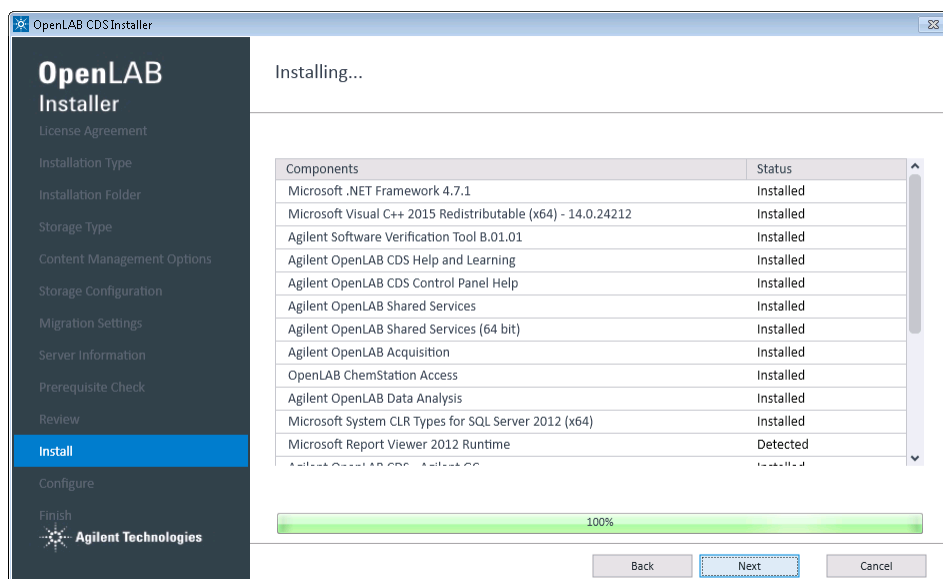 OpenLAB CDS Installer
OpenLAB
Installer
License Agreement
Installation Type
Installation Folder
Storage Type
Content Management Options
Storage Configuration
Migration Settings
Server Information
Prerequisite Check
Review
Install
Configure
Finish
Agilent Technologies
Installing...
Components Status
Microsoft .NET Framework 4.7.1 Installed
Microsoft Visual C++ 2015 Redistributable (x64) - 14.0.24212 Installed
Agilent Software Verification Tool B.01.01 Installed
Agilent OpenLAB CDS Help and Learning Installed
Agilent OpenLAB CDS Control Panel Help Installed
Agilent OpenLAB Shared Services Installed
Agilent OpenLAB Shared Services (64 bit) Installed
Agilent OpenLAB Acquisition Installed
OpenLAB ChemStation Access Installed
Agilent OpenLAB Data Analysis Installed
Microsoft System CLR Types for SQL Server 2012 (x64) Installed
Microsoft Report Viewer 2012 Runtime Detected
Agilent OpenLAB CDS - Agilent GC Installed
100%
Back Next Cancel